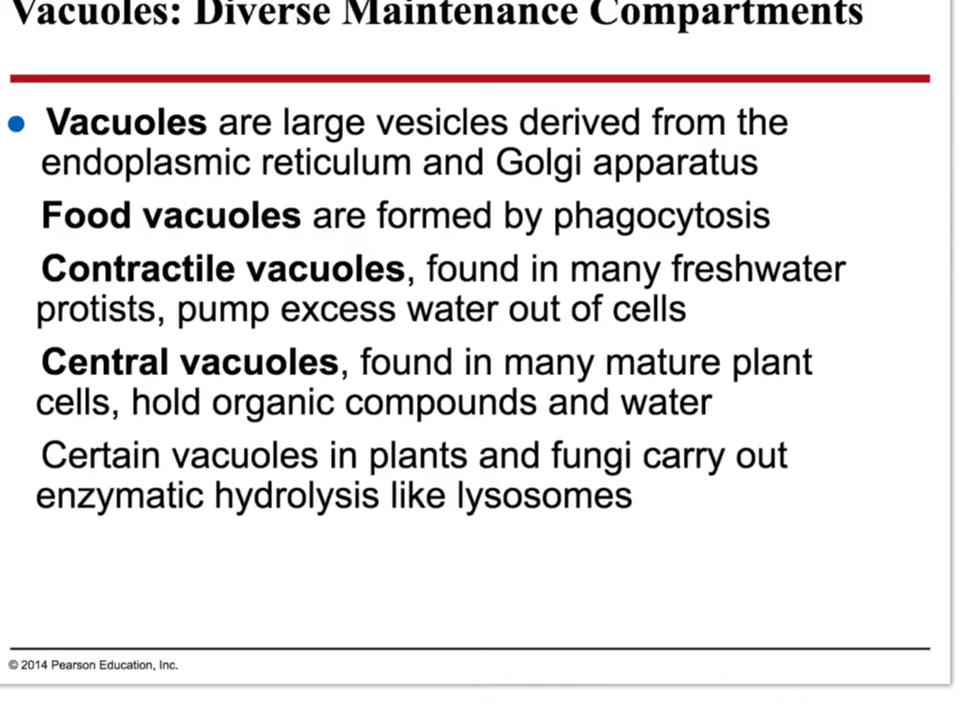 Vacuoles: Diverse Maintenance Compartments
Vacuoles are large vesicles derived from the
endoplasmic reticulum and Golgi apparatus
Food vacuoles are formed by phagocytosis
Contractile vacuoles, found in many freshwater
protists, pump excess water out of cells
Central vacuoles, found in many mature plant
cells, hold organic compounds and water
Certain vacuoles in plants and fungi carry out
enzymatic hydrolysis like lysosomes
© 2014 Pearson Education, Inc.